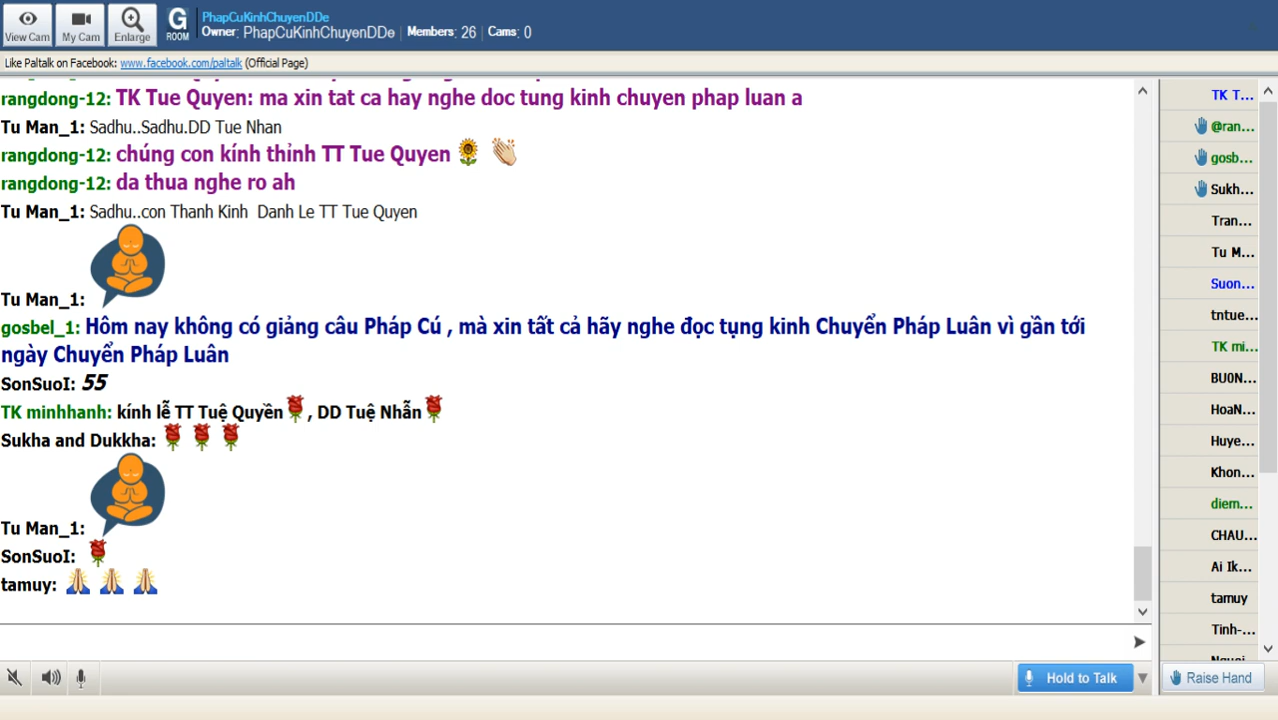 View Cam
My Cam
Enlarge
G
ROOM
PhapCuKinhChuyenDDe
Owner: PhapCuKinhChuyenDDe | Members: 26 | Cams: 0
Like Paltalk on Facebook: www.facebook.com/paltalk (Official Page)
rangdong-12: TK Tue Quyen: ma xin tat ca hay nghe doc tung kinh chuyen phap luan a
Tu Man_1: Sadhu..Sadhu.DD Tue Nhan
rangdong-12: chúng con kính thỉnh TT Tue Quyen
rangdong-12: da thua nghe ro ah
Tu Man_1: Sadhu..con Thanh Kinh Danh Le TT Tue Quyen
Tu Man_1:
gosbel_1: Hôm nay không có giảng câu Pháp Cú , mà xin tất cả hãy nghe đọc tụng kinh Chuyển Pháp Luân vì gần tới
ngày Chuyển Pháp Luân
SonSuoI: 55
TK minhhanh: kính lễ TT Tuệ Quyền , DD Tuệ Nhẫn
Sukha and Dukkha:
Tu Man_1:
SonSuoI:
tamuy:
TK T...
@ran...
gosb...
Sukh...
Tran...
Tu M...
Suon...
tntue...
TK mi...
BU0N...
HoaN...
Huye...
Khon...
diem...
CHAU...
Ai Ik...
tamuy
Tinh-...
Hold to Talk
Raise Hand